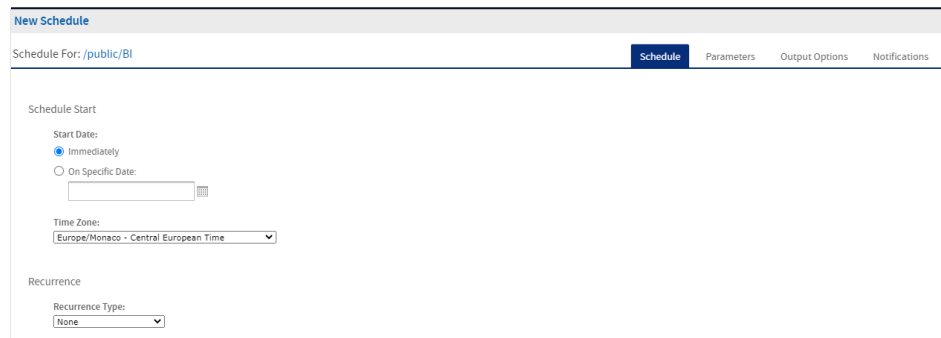 New Schedule
Schedule For: /public/BI
Schedule Parameters Output Options Notifications
Schedule Start
Start Date:
Immediately
On Specific Date:
Time Zone:
Europe/Monaco - Central European Time
Recurrence
Recurrence Type:
None